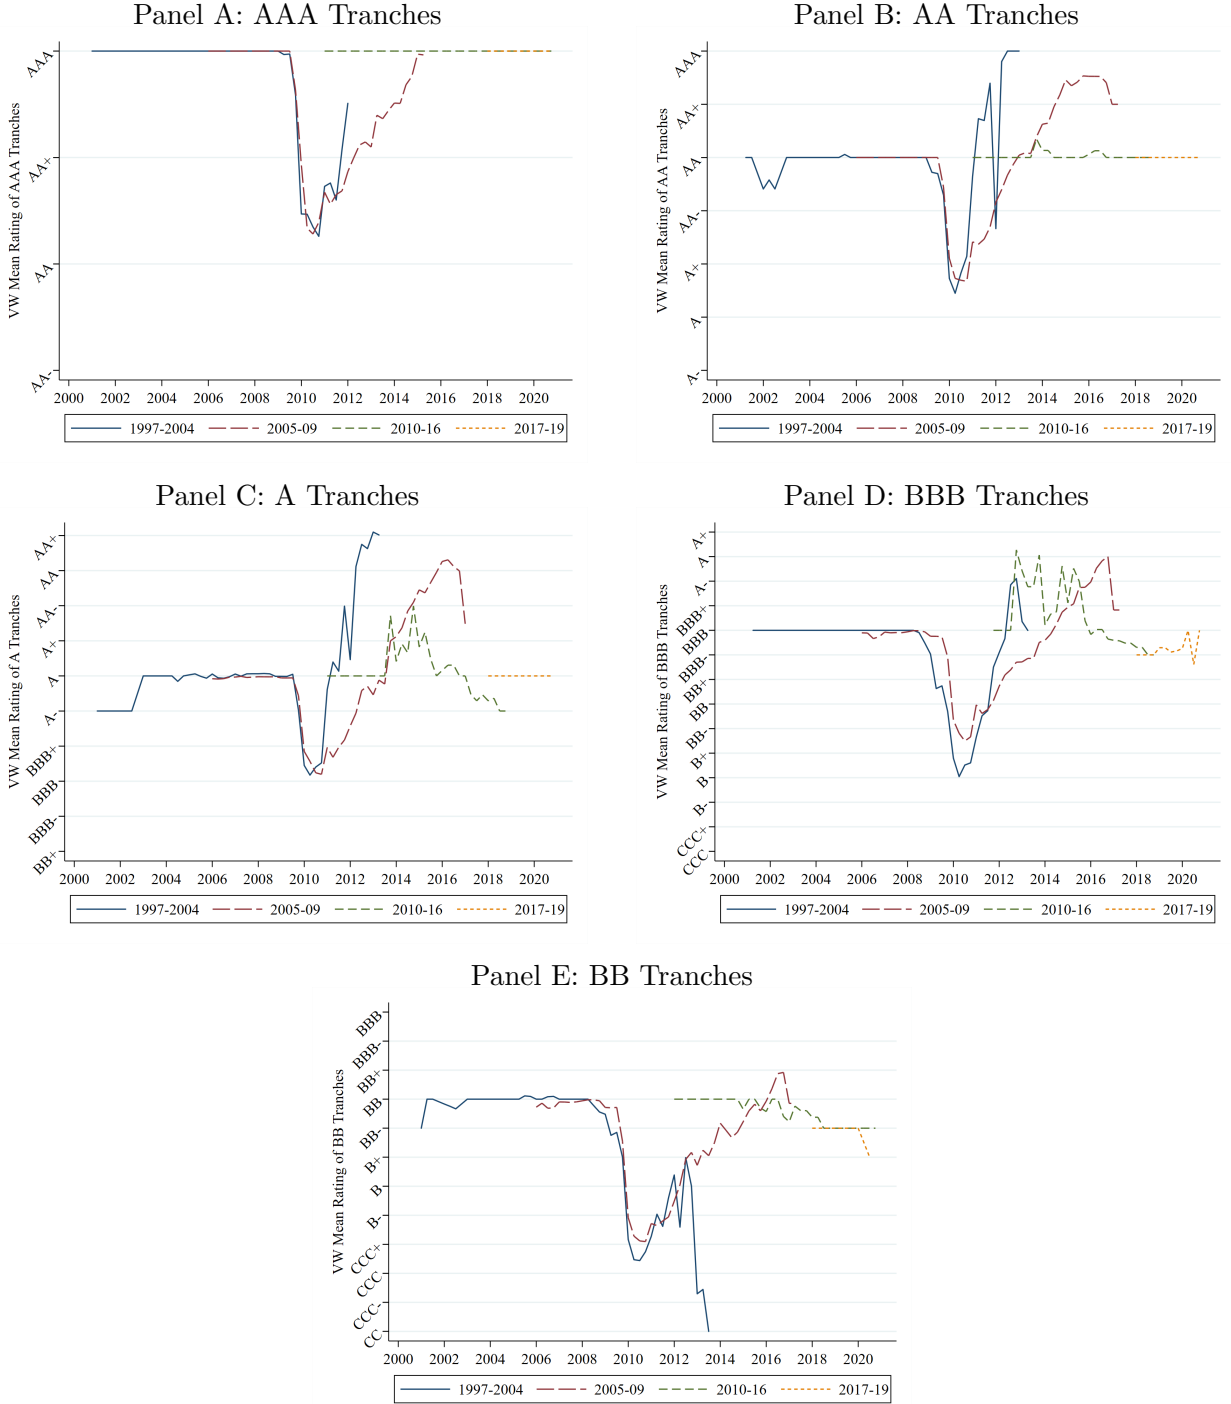 Panel A: AAA Tranches
VW Mean Rating of AAA Tranches
AAA
AA+
AA
AA-
2000 2002 2004 2006 2008 2010 2012 2014 2016 2018 2020
1997-2004 2005-09 2010-16 2017-19
Panel B: AA Tranches
VW Mean Rating of AA Tranches
AAA
AA+
AA
AA-
A+
A
A-
2000 2002 2004 2006 2008 2010 2012 2014 2016 2018 2020
1997-2004 2005-09 2010-16 2017-19
Panel C: A Tranches
VW Mean Rating of A Tranches
AA+
AA
AA-
A+
A
A-
BBB+
BBB
BBB-
BB+
2000 2002 2004 2006 2008 2010 2012 2014 2016 2018 2020
1997-2004 2005-09 2010-16 2017-19
Panel D: BBB Tranches
VW Mean Rating of BBB Tranches
A+
A
A-
BBB+
BBB
BBB-
BB+
BB
BB-
B+
B
B-
CCC+
CCC
2000 2002 2004 2006 2008 2010 2012 2014 2016 2018 2020
1997-2004 2005-09 2010-16 2017-19
Panel E: BB Tranches
VW Mean Rating of BB Tranches
BBB
BBB-
BB+
BB
BB-
B+
B
B-
CCC+
CCC
CCC-
CC
2000 2002 2004 2006 2008 2010 2012 2014 2016 2018 2020
1997-2004 2005-09 2010-16 2017-19